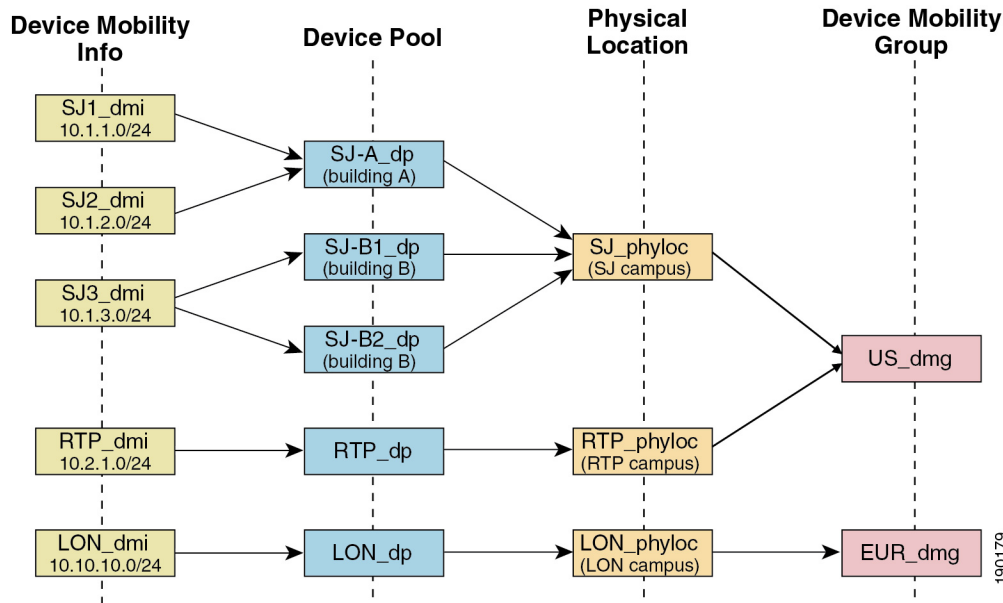 Device Mobility
Info
Device Pool
Physical
Location
Device Mobility
Group
SJ1_dmi
10.1.1.0/24
SJ2_dmi
10.1.2.0/24
SJ3_dmi
10.1.3.0/24
RTP_dmi
10.2.1.0/24
LON_dmi
10.10.10.0/24
SJ-A_dp
(building A)
SJ-B1_dp
(building B)
SJ-B2_dp
(building B)
RTP_dp
LON_dp
SJ_phyloc
(SJ campus)
RTP_phyloc
(RTP campus)
LON_phyloc
(LON campus)
US_dmg
EUR_dmg
190179